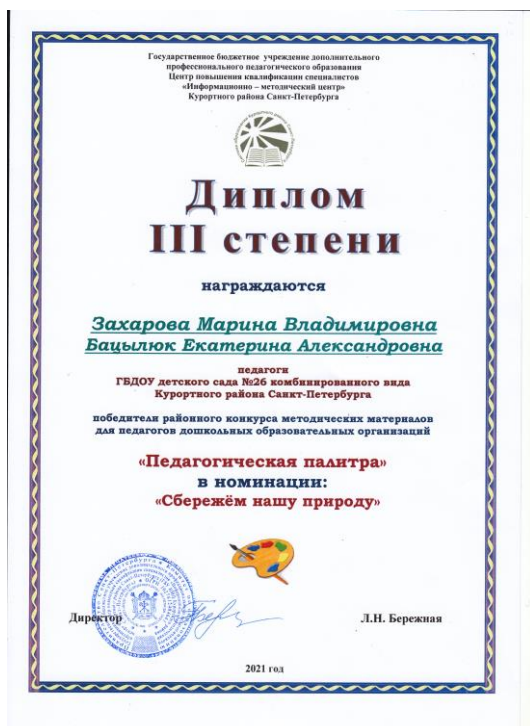 Государственное бюджетное учреждение дополнительного
профессионального педагогического образования
Центр повышения квалификации специалистов
«Информационно – методический центр»
Курортного района Санкт-Петербурга
Диплом
III степени
награждаются
Захарова Марина Владимировна
Бацылюк Екатерина Александровна
педагоги
ГБДОУ детского сада №26 комбинированного вида
Курортного района Санкт-Петербурга
победители районного конкурса методических материалов
для педагогов дошкольных образовательных организаций
«Педагогическая палитра»
в номинации:
«Сбережём нашу природу»
Директор
Л.Н. Бережная
2021 год